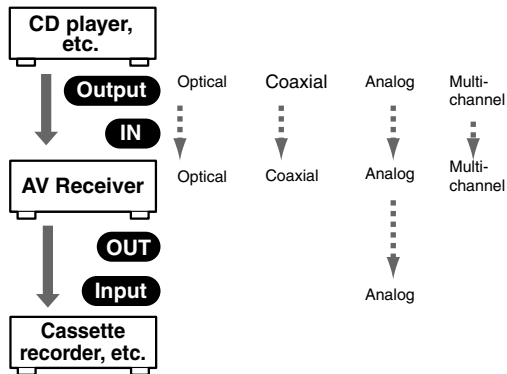 CD player,
etc.
Output
Optical
Coaxial
Analog
Multi-
channel
IN
AV Receiver
Optical
Coaxial
Analog
Multi-
channel
OUT
Input
Analog
Cassette
recorder, etc.